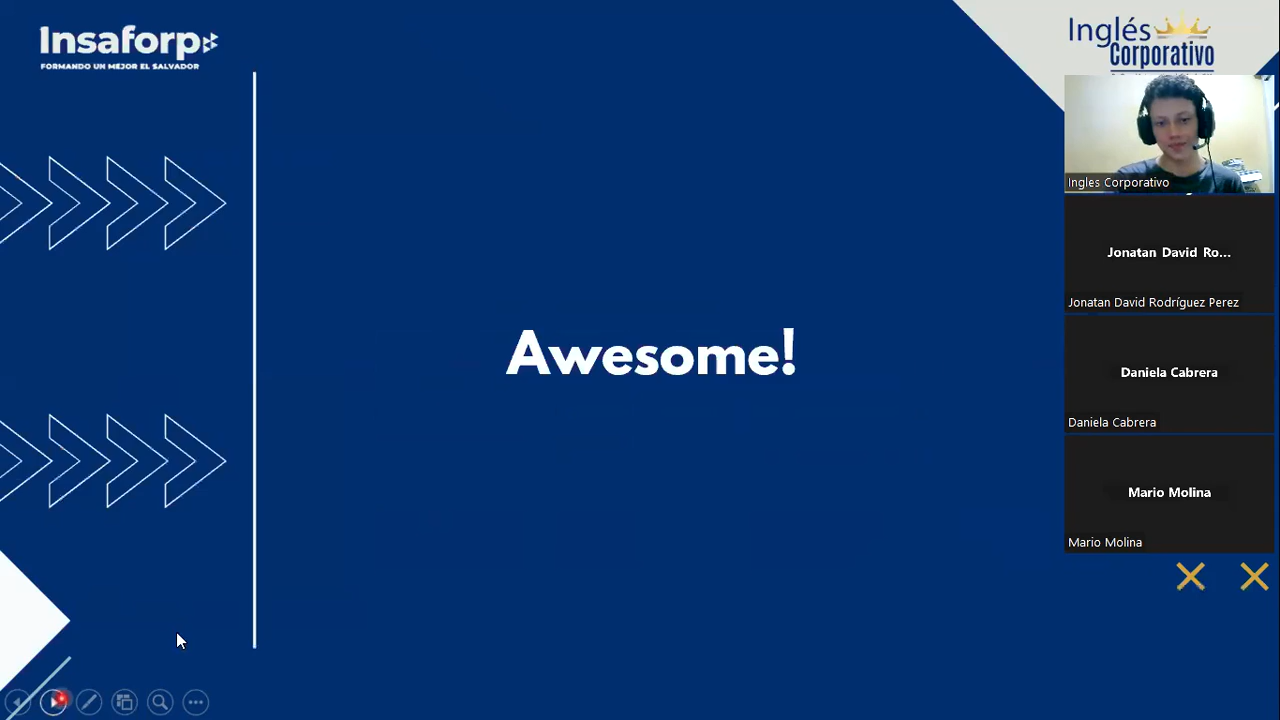 Insaforp
FORMANDO UN MEJOR EL SALVADOR
Inglés
Corporativo
Ingles Corporativo
Jonatan David Ro...
Jonatan David Rodríguez Perez
Awesome!
Daniela Cabrera
Daniela Cabrera
Mario Molina
Mario Molina